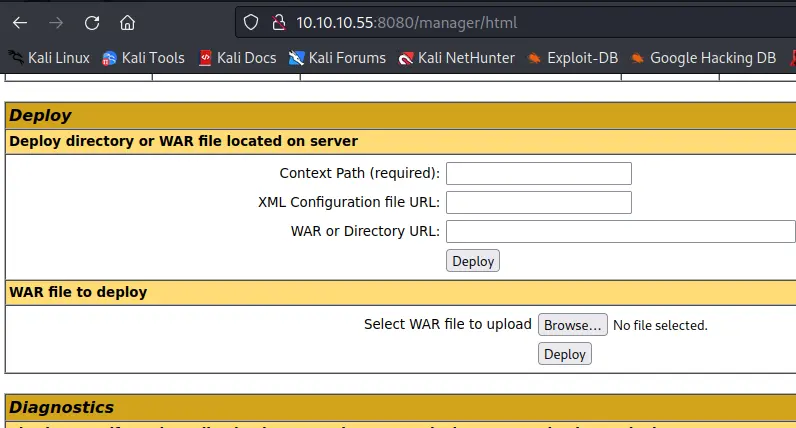 10.10.10.55:8080/manager/html
Kali Linux Kali Tools Kali Docs Kali Forums Kali NetHunter Exploit-DB Google Hacking DB
Deploy
Deploy directory or WAR file located on server
Context Path (required):
XML Configuration file URL:
WAR or Directory URL:
Deploy
WAR file to deploy
Select WAR file to upload Browse... No file selected.
Deploy
Diagnostics